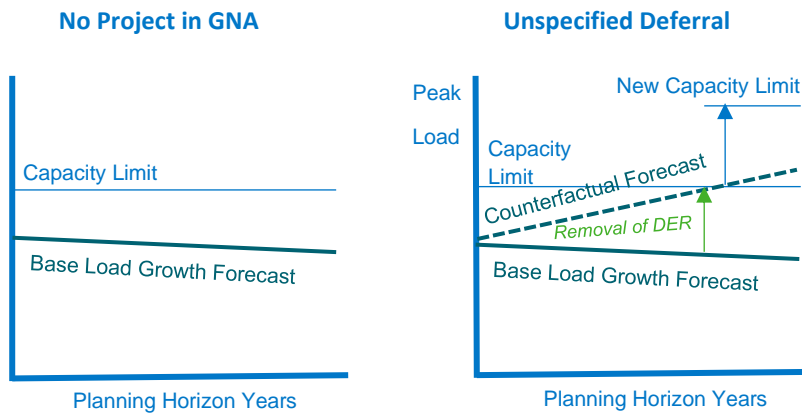 No Project in GNA
Capacity Limit
Base Load Growth Forecast
Planning Horizon Years
Unspecified Deferral
Peak
Load
New Capacity Limit
Capacity
Limit
Counterfactual Forecast
Removal of DER
Base Load Growth Forecast
Planning Horizon Years